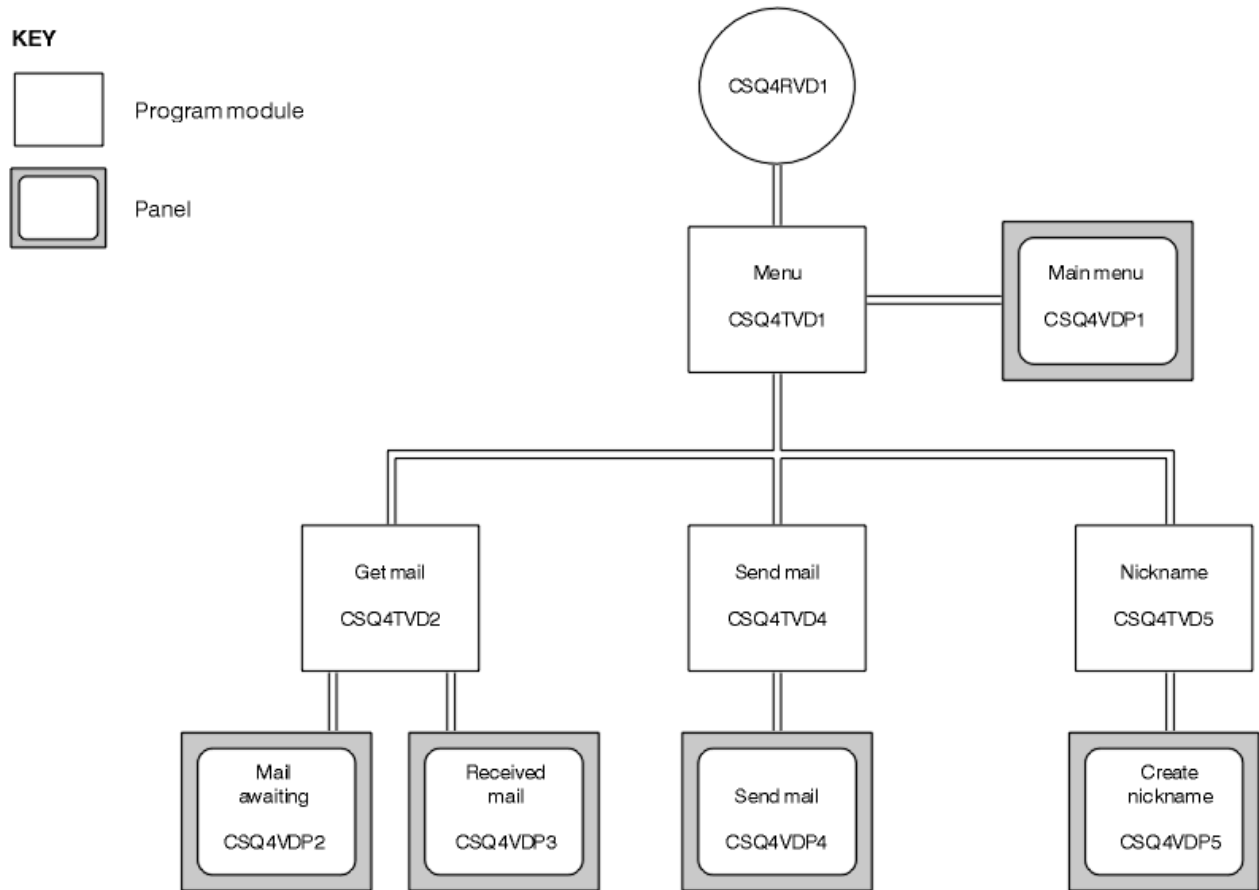 KEY
Program module
Panel
CSQ4RVD1
Menu
CSQ4TVD1
Main menu
CSQ4VDP1
Get mail
CSQ4TVD2
Send mail
CSQ4TVD4
Nickname
CSQ4TVD5
Mail
awaiting
CSQ4VDP2
Received
mail
CSQ4VDP3
Send mail
CSQ4VDP4
Create
nickname
CSQ4VDP5